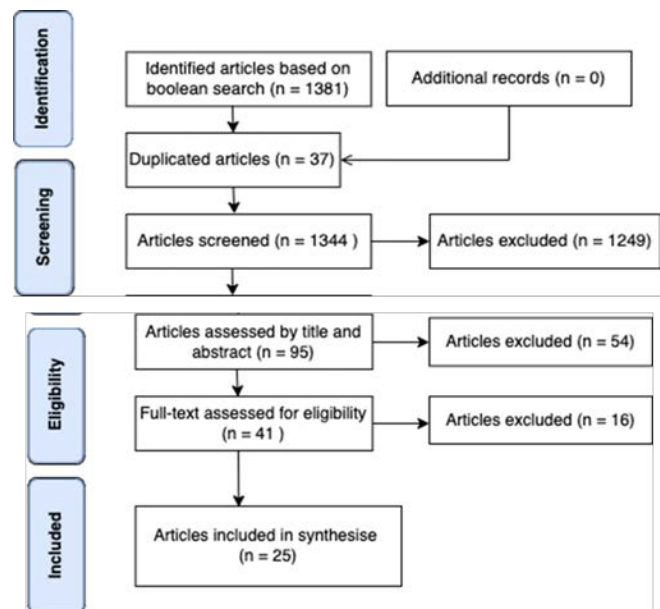 Identification
Identified articles based on
boolean search (n = 1381)
Additional records (n = 0)
Duplicated articles (n = 37)
Screening
Articles screened (n = 1344 )
Articles excluded (n = 1249)
Eligibility
Articles assessed by title and
abstract (n = 95)
Articles excluded (n = 54)
Full-text assessed for eligibility
(n = 41 )
Articles excluded (n = 16)
Included
Articles included in synthesise
(n = 25)